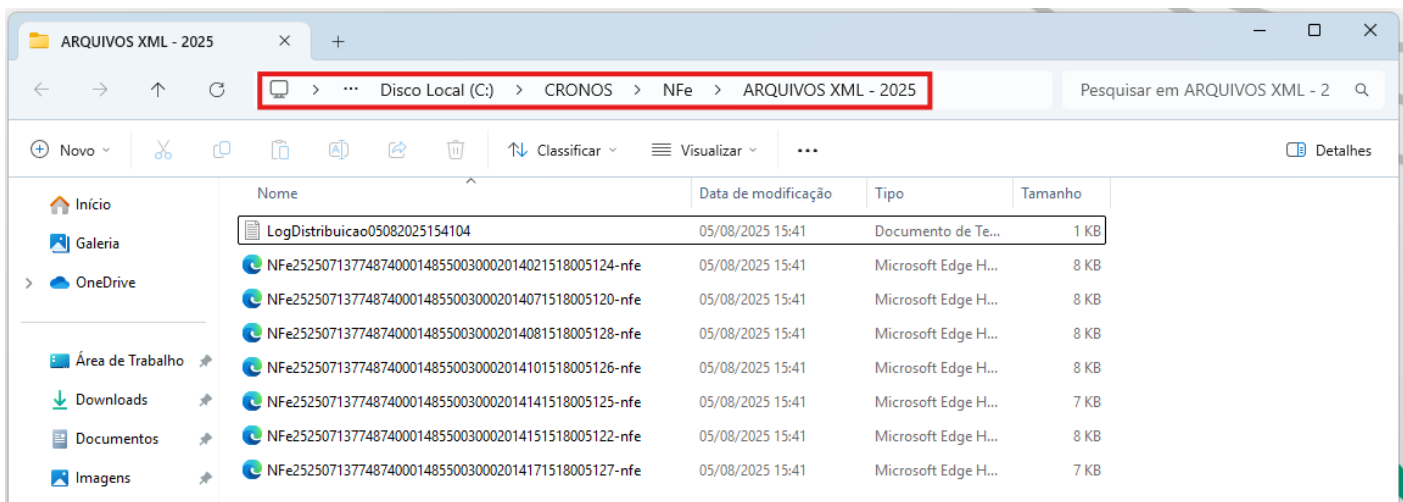 ARQUIVOS XML - 2025
Disco Local (C:) > CRONOS > NFe > ARQUIVOS XML - 2025
Pesquisar em ARQUIVOS XML - 2
Novo
Classificar
Visualizar
Detalhes
Nome Data de modificação Tipo Tamanho
Início
Galeria
OneDrive
Área de Trabalho
Downloads
Documentos
Imagens
LogDistribuicao05082025154104 05/08/2025 15:41 Documento de Te... 1 KB
NFe25250713774874000148550030002014021518005124-nfe 05/08/2025 15:41 Microsoft Edge H... 8 KB
NFe25250713774874000148550030002014071518005120-nfe 05/08/2025 15:41 Microsoft Edge H... 8 KB
NFe25250713774874000148550030002014081518005128-nfe 05/08/2025 15:41 Microsoft Edge H... 8 KB
NFe25250713774874000148550030002014101518005126-nfe 05/08/2025 15:41 Microsoft Edge H... 8 KB
NFe25250713774874000148550030002014141518005125-nfe 05/08/2025 15:41 Microsoft Edge H... 7 KB
NFe25250713774874000148550030002014151518005122-nfe 05/08/2025 15:41 Microsoft Edge H... 8 KB
NFe25250713774874000148550030002014171518005127-nfe 05/08/2025 15:41 Microsoft Edge H... 7 KB